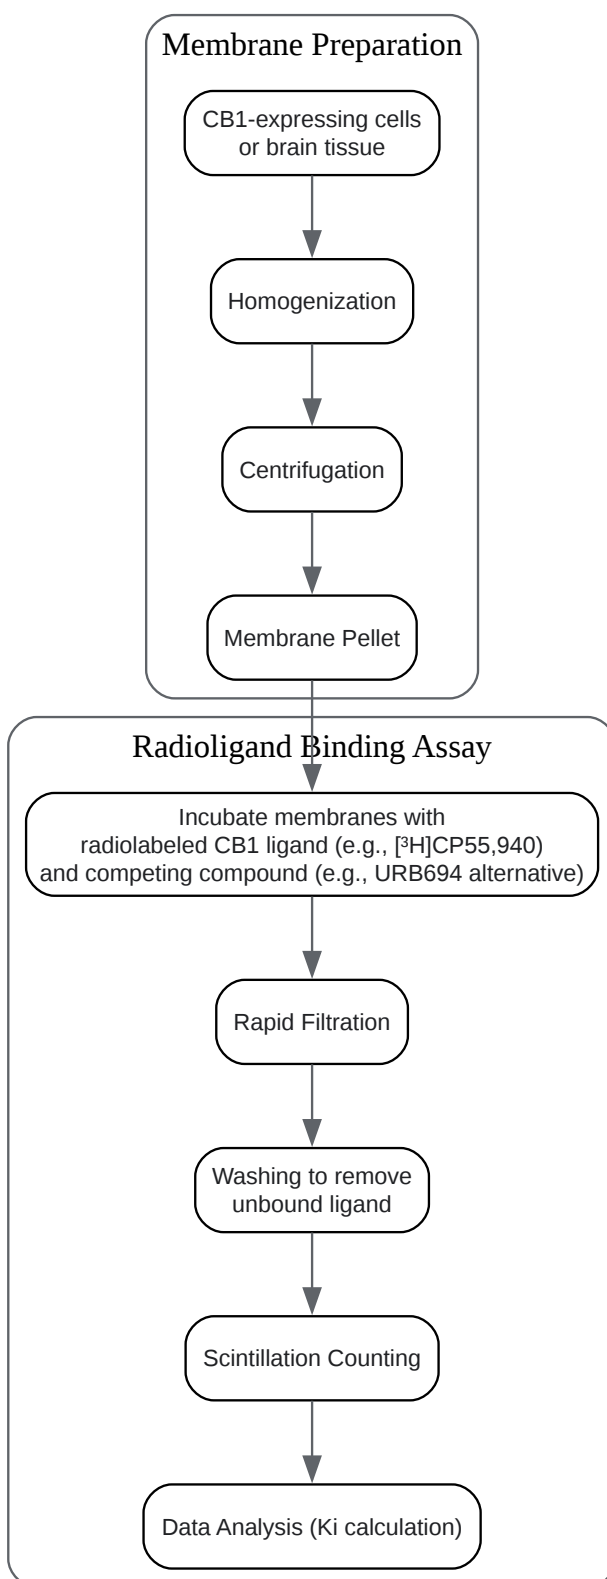 Membrane Preparation
CB1-expressing cells
or brain tissue
Homogenization
Centrifugation
Membrane Pellet
Radioligand Binding Assay
Incubate membranes with
radiolabeled CB1 ligand (e.g., [³H]CP55,940)
and competing compound (e.g., URB694 alternative)
Rapid Filtration
Washing to remove
unbound ligand
Scintillation Counting
Data Analysis (Ki calculation)